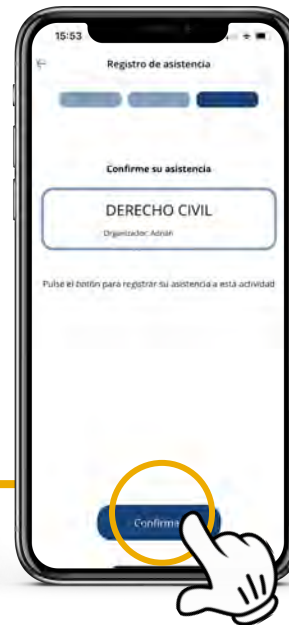 15:53
Registro de asistencia
Confirme su asistencia
DERECHO CIVIL
Organizador: Adrián
Pulse el botón para registrar su asistencia a está actividad